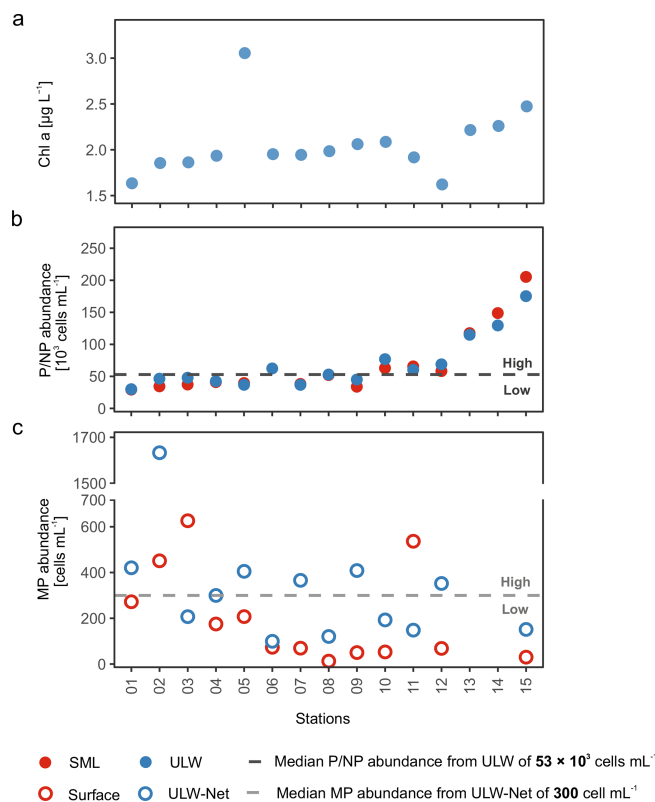 a
Chl a [µg L⁻¹]
3.0
2.5
2.0
1.5
b
P/NP abundance
[10³ cells mL⁻¹]
250
200
150
100
50
0
High
Low
c
MP abundance
[cells mL⁻¹]
1700
1500
700
600
400
200
0
High
Low
01 02 03 04 05 06 07 08 09 10 11 12 13 14 15
Stations
SML ULW Median P/NP abundance from ULW of 53 × 10³ cells mL⁻¹
Surface ULW-Net Median MP abundance from ULW-Net of 300 cell mL⁻¹